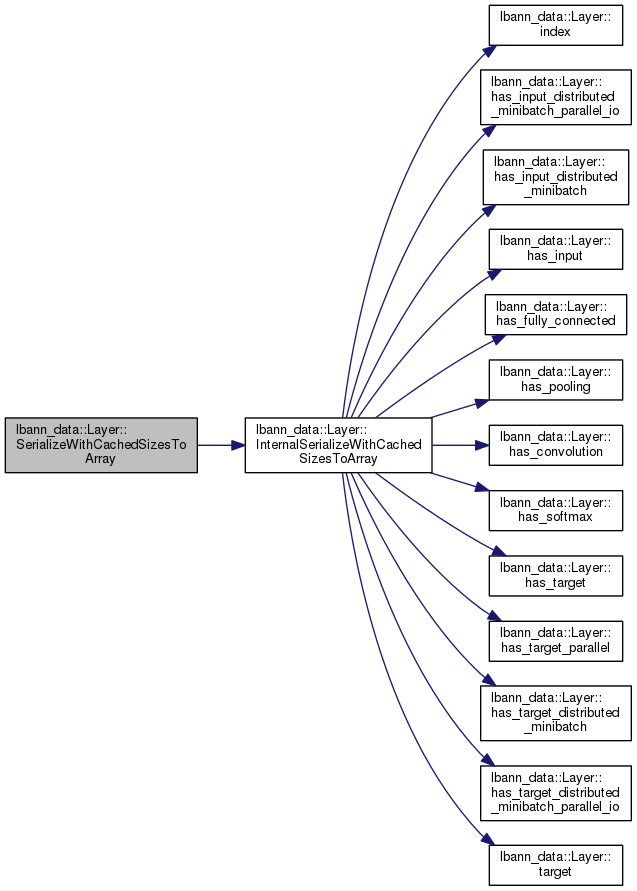 lbann_data::Layer::
SerializeWithCachedSizesTo
Array
lbann_data::Layer::
InternalSerializeWithCached
SizesToArray
lbann_data::Layer::
index
lbann_data::Layer::
has_input_distributed
_minibatch_parallel_io
lbann_data::Layer::
has_input_distributed
_minibatch
lbann_data::Layer::
has_input
lbann_data::Layer::
has_fully_connected
lbann_data::Layer::
has_pooling
lbann_data::Layer::
has_convolution
lbann_data::Layer::
has_softmax
lbann_data::Layer::
has_target
lbann_data::Layer::
has_target_parallel
lbann_data::Layer::
has_target_distributed
_minibatch
lbann_data::Layer::
has_target_distributed
_minibatch_parallel_io
lbann_data::Layer::
target